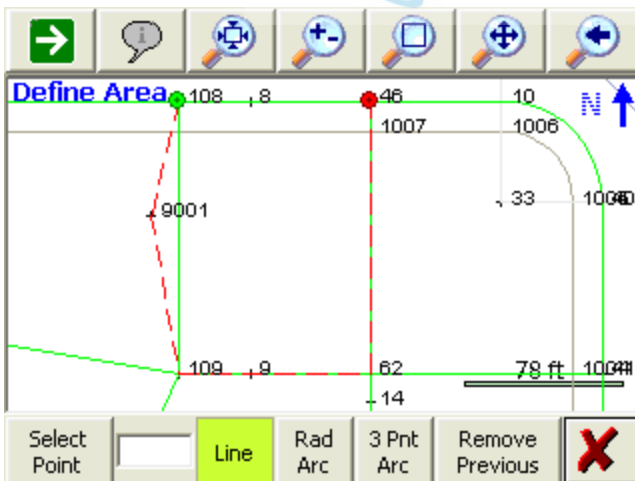 Define Area 108 8 46 10 N
1007 1006
9001 33
109 9 62 78 ft
14
Select Point Line Rad Arc 3 Pnt Arc Remove Previous